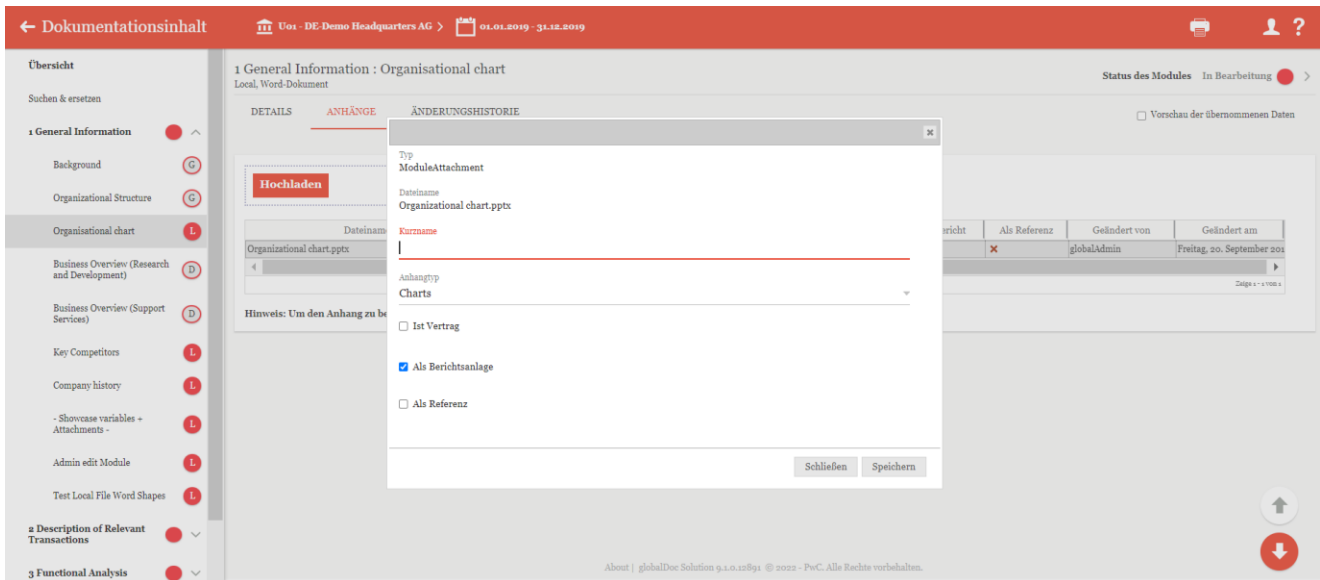 ← Dokumentationsinhalt
U01 - DE-Demo Headquarters AG > 01.01.2019 - 31.12.2019
?
Übersicht
Suchen & ersetzen
1 General Information
Background G
Organizational Structure G
Organisational chart L
Business Overview (Research
and Development) D
Business Overview (Support
Services) D
Key Competitors L
Company history L
- Showcase variables +
Attachments - L
Admin edit Module L
Test Local File Word Shapes L
2 Description of Relevant
Transactions
3 Functional Analysis
1 General Information : Organisational chart
Local, Word-Dokument
Status des Modules In Bearbeitung
DETAILS ANHÄNGE ÄNDERUNGSHISTORIE
Vorschau der übernommenen Daten
Hochladen
Dateinam
ericht Als Referenz Geändert von Geändert am
Organizational chart.pptx
globalAdmin Freitag, 20. September 201
Zeige 1 - 1 von 1
Hinweis: Um den Anhang zu be
Typ
ModuleAttachment
Dateiname
Organizational chart.pptx
Kurzname
Anhangtyp
Charts
Ist Vertrag
Als Berichtsanlage
Als Referenz
Schließen Speichern
About | globalDoc Solution 9.1.0.12891 © 2022 - PwC. Alle Rechte vorbehalten.